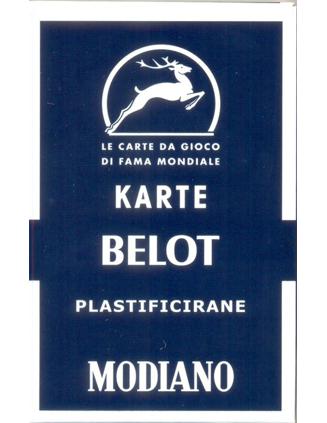 LE CARTE DA GIOCO
DI FAMA MONDIALE
KARTE
BELOT
PLASTIFICIRANE
MODIANO